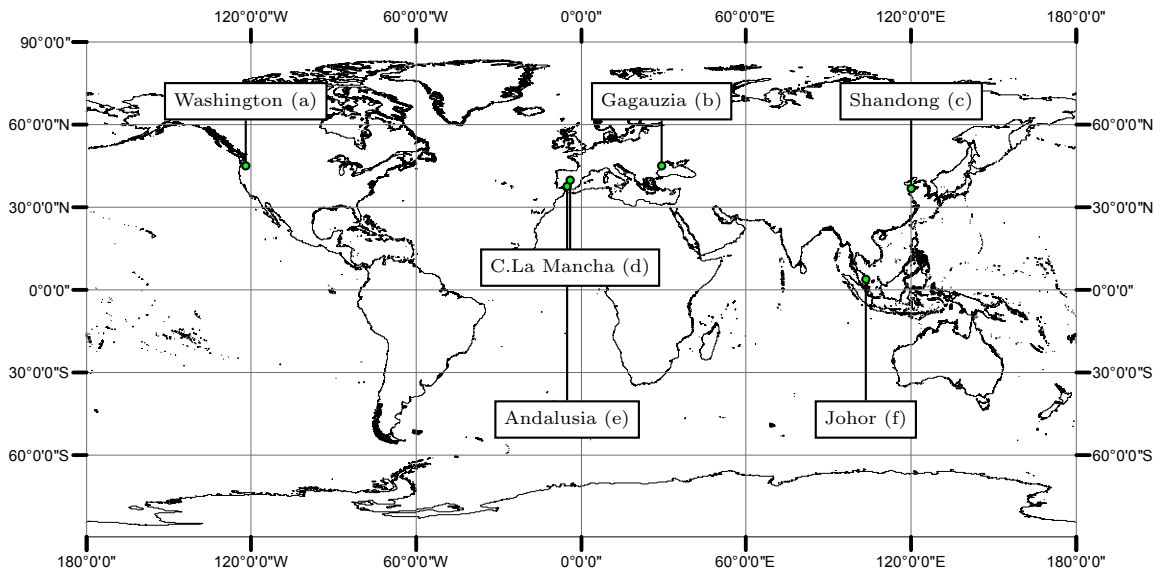 120°0'0"W 60°0'0"W 0°0'0" 60°0'0"E 120°0'0"E 180°0'0"
90°0'0"
Washington (a) Gagauzia (b) Shandong (c)
60°0'0"N 60°0'0"N
30°0'0"N 30°0'0"N
C.La Mancha (d)
0°0'0" 0°0'0"
30°0'0"S 30°0'0"S
Andalusia (e) Johor (f)
60°0'0"S 60°0'0"S
180°0'0" 120°0'0"W 60°0'0"W 0°0'0" 60°0'0"E 120°0'0"E 180°0'0"